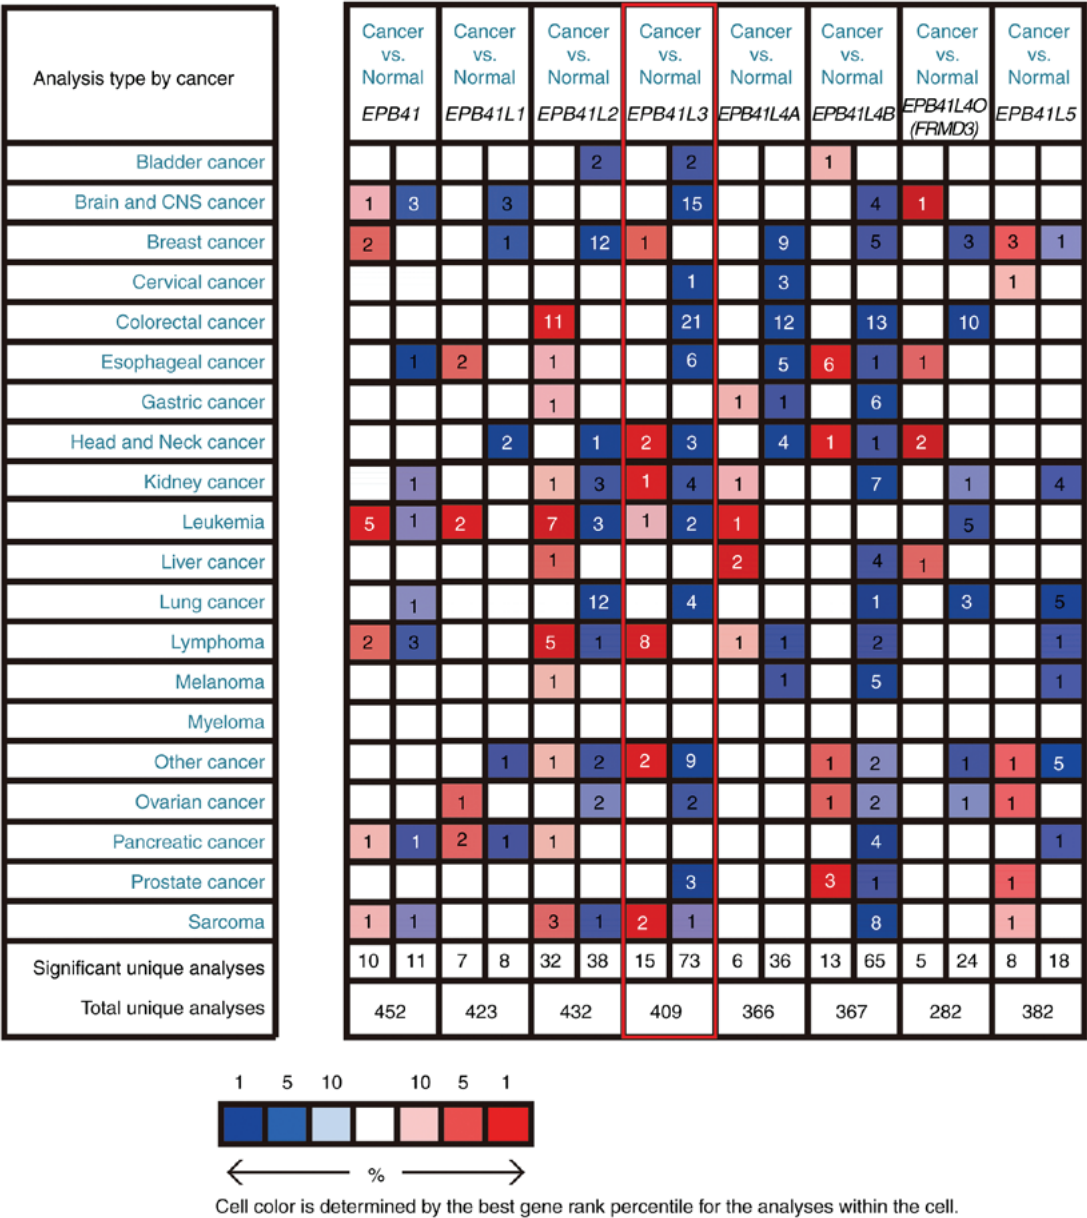 Analysis type by cancer
Cancer vs. Normal EPB41
Cancer vs. Normal EPB41L1
Cancer vs. Normal EPB41L2
Cancer vs. Normal EPB41L3
Cancer vs. Normal EPB41L4A
Cancer vs. Normal EPB41L4B
Cancer vs. Normal EPB41L4O (FRMD3)
Cancer vs. Normal EPB41L5
Bladder cancer 2 2 1
Brain and CNS cancer 1 3 3 15 4 1
Breast cancer 2 1 12 1 9 5 3 3 1
Cervical cancer 1 3 1
Colorectal cancer 11 21 12 13 10
Esophageal cancer 1 2 1 6 5 6 1 1
Gastric cancer 1 1 1 6
Head and Neck cancer 2 1 2 3 4 1 1 2
Kidney cancer 1 1 3 1 4 1 7 1 4
Leukemia 5 1 2 7 3 1 2 1 5
Liver cancer 1 2 4 1
Lung cancer 1 12 4 1 3 5
Lymphoma 2 3 5 1 8 1 1 2 1
Melanoma 1 1 5 1
Myeloma
Other cancer 1 1 2 2 9 1 2 1 1 5
Ovarian cancer 1 2 2 1 2 1 1
Pancreatic cancer 1 1 2 1 1 4 1
Prostate cancer 3 3 1 1
Sarcoma 1 1 3 1 2 1 8 1
Significant unique analyses 10 11 7 8 32 38 15 73 6 36 13 65 5 24 8 18
Total unique analyses 452 423 432 409 366 367 282 382
1 5 10 10 5 1
%
Cell color is determined by the best gene rank percentile for the analyses within the cell.